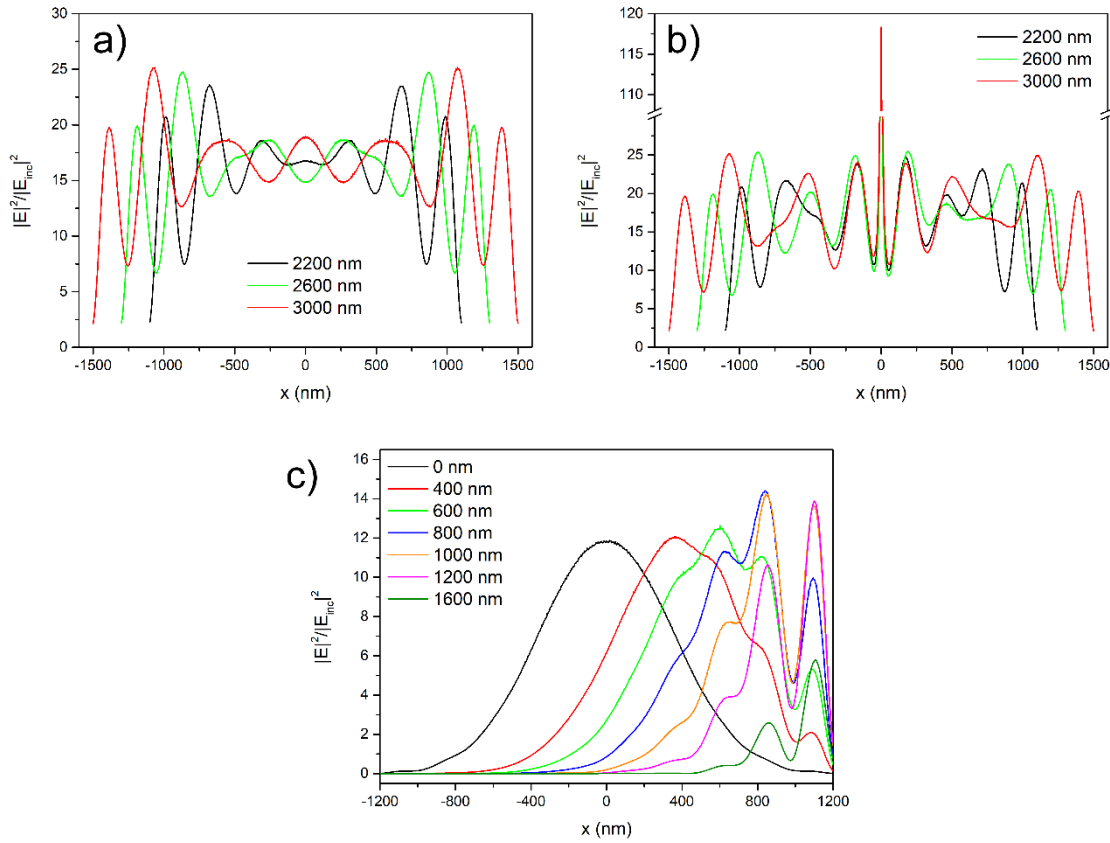 a)
|E|²/|E_inc|²
30
25
20
15
10
5
0
2200 nm
2600 nm
3000 nm
-1500 -1000 -500 0 500 1000 1500
x (nm)
b)
|E|²/|E_inc|²
120
110
25
20
15
10
5
0
2200 nm
2600 nm
3000 nm
-1500 -1000 -500 0 500 1000 1500
x (nm)
c)
|E|²/|E_inc|²
16
14
12
10
8
6
4
2
0
0 nm
400 nm
600 nm
800 nm
1000 nm
1200 nm
1600 nm
-1200 -800 -400 0 400 800 1200
x (nm)